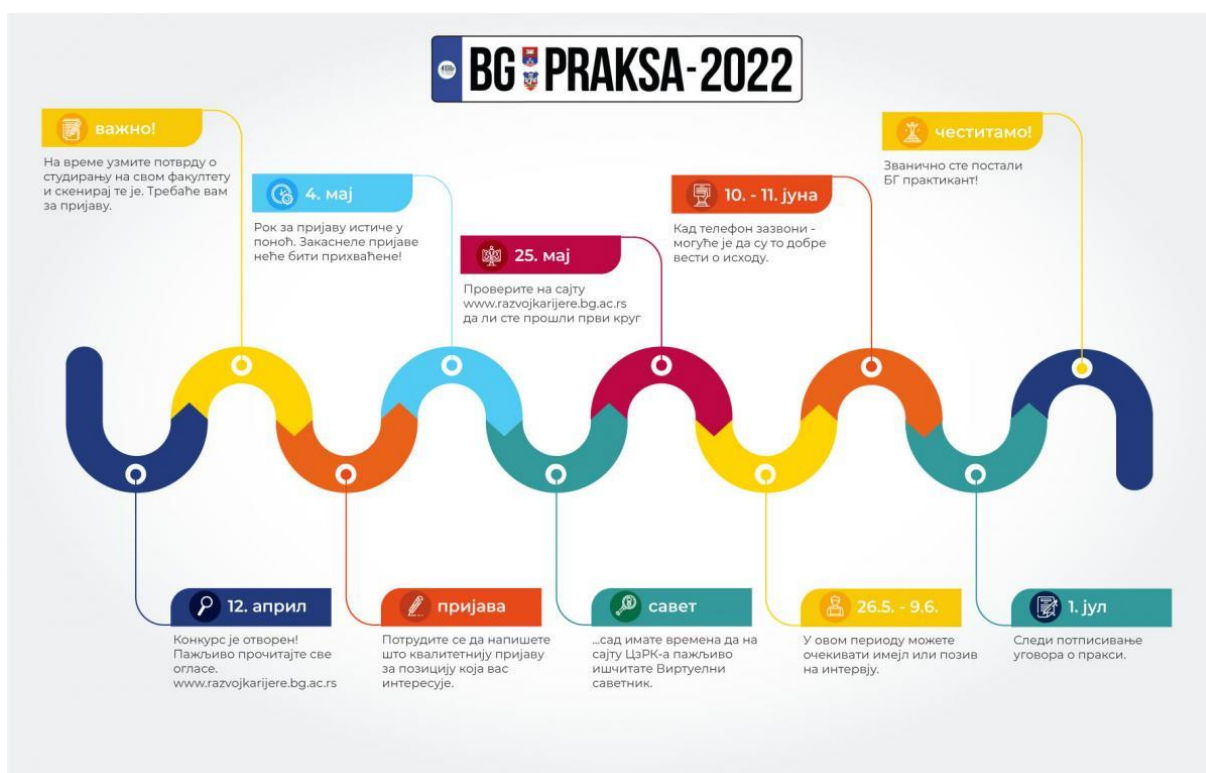 BG PRAKSA-2022
12. април
Конкурс је отворен!
Пажљиво прочитајте све
огласе.
www.razvojkarijere.bg.ac.rs
важно!
На време узмите потврду о
студирању на свом факултету
и скенирај те је. Требаће вам
за пријаву.
пријава
Потрудите се да напишете
што квалитетнију пријаву
за позицију која вас
интересује.
4. мај
Рок за пријаву истиче у
поноћ. Закаснеле пријаве
неће бити прихваћене!
савет
...сад имате времена да на
сајту ЦзРК-а пажљиво
ишчитате Виртуелни
саветник.
25. мај
Проверите на сајту
www.razvojkarijere.bg.ac.rs
да ли сте прошли први круг
26.5. - 9.6.
У овом периоду можете
очекивати имејл или позив
на интервју.
10. - 11. јуна
Кад телефон зазвони -
могуће је да су то добре
вести о исходу.
1. јул
Следи потписивање
уговора о пракси.
честитамо!
Званично сте постали
БГ практикант!